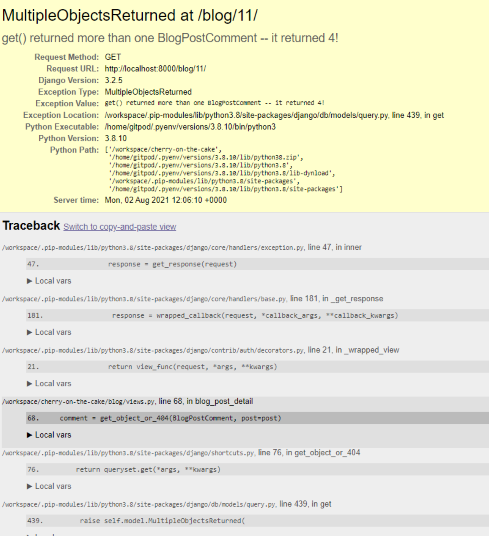 MultipleObjectsReturned at /blog/11/
get() returned more than one BlogPostComment -- it returned 4!
Request Method: GET
Request URL: http://localhost:8000/blog/11/
Django Version: 3.2.5
Exception Type: MultipleObjectsReturned
Exception Value: get() returned more than one BlogPostComment -- it returned 4!
Exception Location: /workspace/.pip-modules/lib/python3.8/site-packages/django/db/models/query.py, line 439, in get
Python Executable: /home/gitpod/.pyenv/versions/3.8.10/bin/python3
Python Version: 3.8.10
Python Path: ['/workspace/cherry-on-the-cake',
'/home/gitpod/.pyenv/versions/3.8.10/lib/python38.zip',
'/home/gitpod/.pyenv/versions/3.8.10/lib/python3.8',
'/home/gitpod/.pyenv/versions/3.8.10/lib/python3.8/lib-dynload',
'/workspace/.pip-modules/lib/python3.8/site-packages',
'/home/gitpod/.pyenv/versions/3.8.10/lib/python3.8/site-packages']
Server time: Mon, 02 Aug 2021 12:06:10 +0000
Traceback Switch to copy-and-paste view
/workspace/.pip-modules/lib/python3.8/site-packages/django/core/handlers/exception.py, line 47, in inner
47. response = get_response(request)
▶ Local vars
/workspace/.pip-modules/lib/python3.8/site-packages/django/core/handlers/base.py, line 181, in _get_response
181. response = wrapped_callback(request, *callback_args, **callback_kwargs)
▶ Local vars
/workspace/.pip-modules/lib/python3.8/site-packages/django/contrib/auth/decorators.py, line 21, in _wrapped_view
21. return view_func(request, *args, **kwargs)
▶ Local vars
/workspace/cherry-on-the-cake/blog/views.py, line 68, in blog_post_detail
68. comment = get_object_or_404(BlogPostComment, post=post)
▶ Local vars
/workspace/.pip-modules/lib/python3.8/site-packages/django/shortcuts.py, line 76, in get_object_or_404
76. return queryset.get(*args, **kwargs)
▶ Local vars
/workspace/.pip-modules/lib/python3.8/site-packages/django/db/models/query.py, line 439, in get
439. raise self.model.MultipleObjectsReturned(